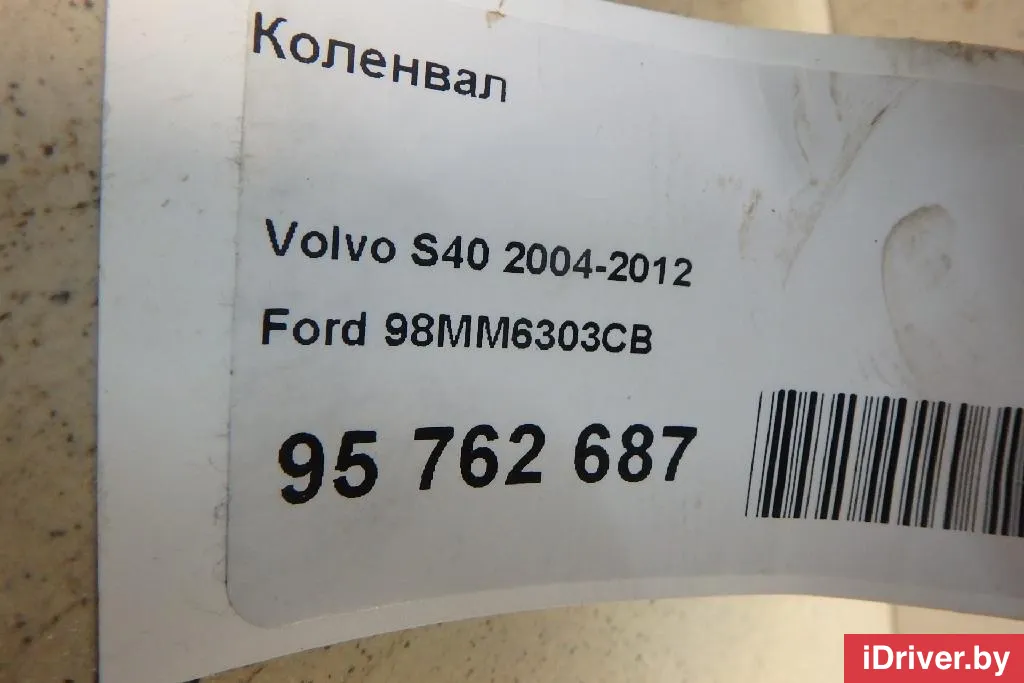 Коленвал
Volvo S40 2004-2012
Ford 98MM6303CB
95 762 687
iDriver.by